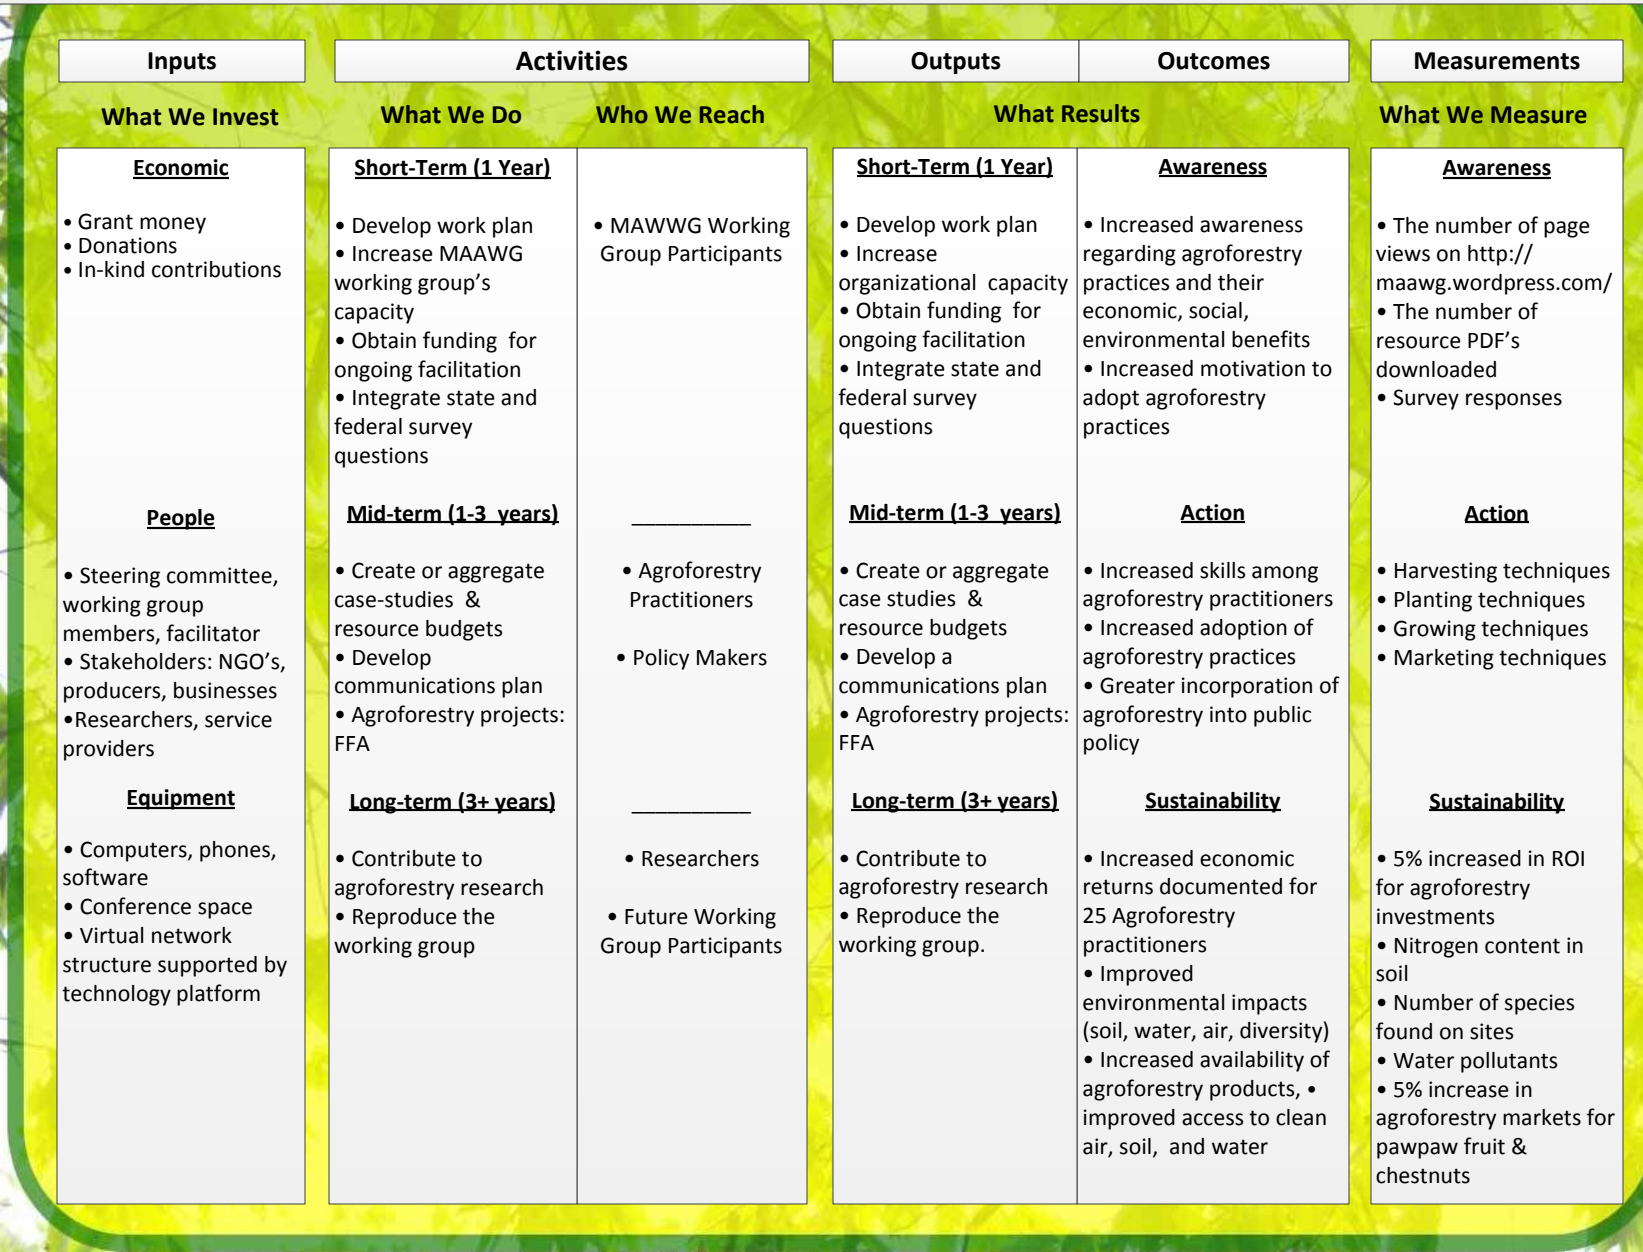 Inputs
Activities
Outputs
Outcomes
Measurements
What We Invest
What We Do
Who We Reach
What Results
What We Measure
Economic
• Grant money
• Donations
• In-kind contributions
People
• Steering committee,
working group
members, facilitator
• Stakeholders: NGO's,
producers, businesses
•Researchers, service
providers
Equipment
• Computers, phones,
software
• Conference space
• Virtual network
structure supported by
technology platform
Short-Term (1 Year)
• Develop work plan
• Increase MAAWG
working group's
capacity
• Obtain funding for
ongoing facilitation
• Integrate state and
federal survey
questions
Mid-term (1-3 years)
• Create or aggregate
case-studies &
resource budgets
• Develop
communications plan
• Agroforestry projects:
FFA
Long-term (3+ years)
• Contribute to
agroforestry research
• Reproduce the
working group
• MAWWG Working
Group Participants
__________
• Agroforestry
Practitioners
• Policy Makers
__________
• Researchers
• Future Working
Group Participants
Short-Term (1 Year)
• Develop work plan
• Increase
organizational capacity
• Obtain funding for
ongoing facilitation
• Integrate state and
federal survey
questions
Mid-term (1-3 years)
• Create or aggregate
case studies &
resource budgets
• Develop a
communications plan
• Agroforestry projects:
FFA
Long-term (3+ years)
• Contribute to
agroforestry research
• Reproduce the
working group.
Awareness
• Increased awareness
regarding agroforestry
practices and their
economic, social,
environmental benefits
• Increased motivation to
adopt agroforestry
practices
Action
• Increased skills among
agroforestry practitioners
• Increased adoption of
agroforestry practices
• Greater incorporation of
agroforestry into public
policy
Sustainability
• Increased economic
returns documented for
25 Agroforestry
practitioners
• Improved
environmental impacts
(soil, water, air, diversity)
• Increased availability of
agroforestry products, •
improved access to clean
air, soil, and water
Awareness
• The number of page
views on http://
maawg.wordpress.com/
• The number of
resource PDF's
downloaded
• Survey responses
Action
• Harvesting techniques
• Planting techniques
• Growing techniques
• Marketing techniques
Sustainability
• 5% increased in ROI
for agroforestry
investments
• Nitrogen content in
soil
• Number of species
found on sites
• Water pollutants
• 5% increase in
agroforestry markets for
pawpaw fruit &
chestnuts